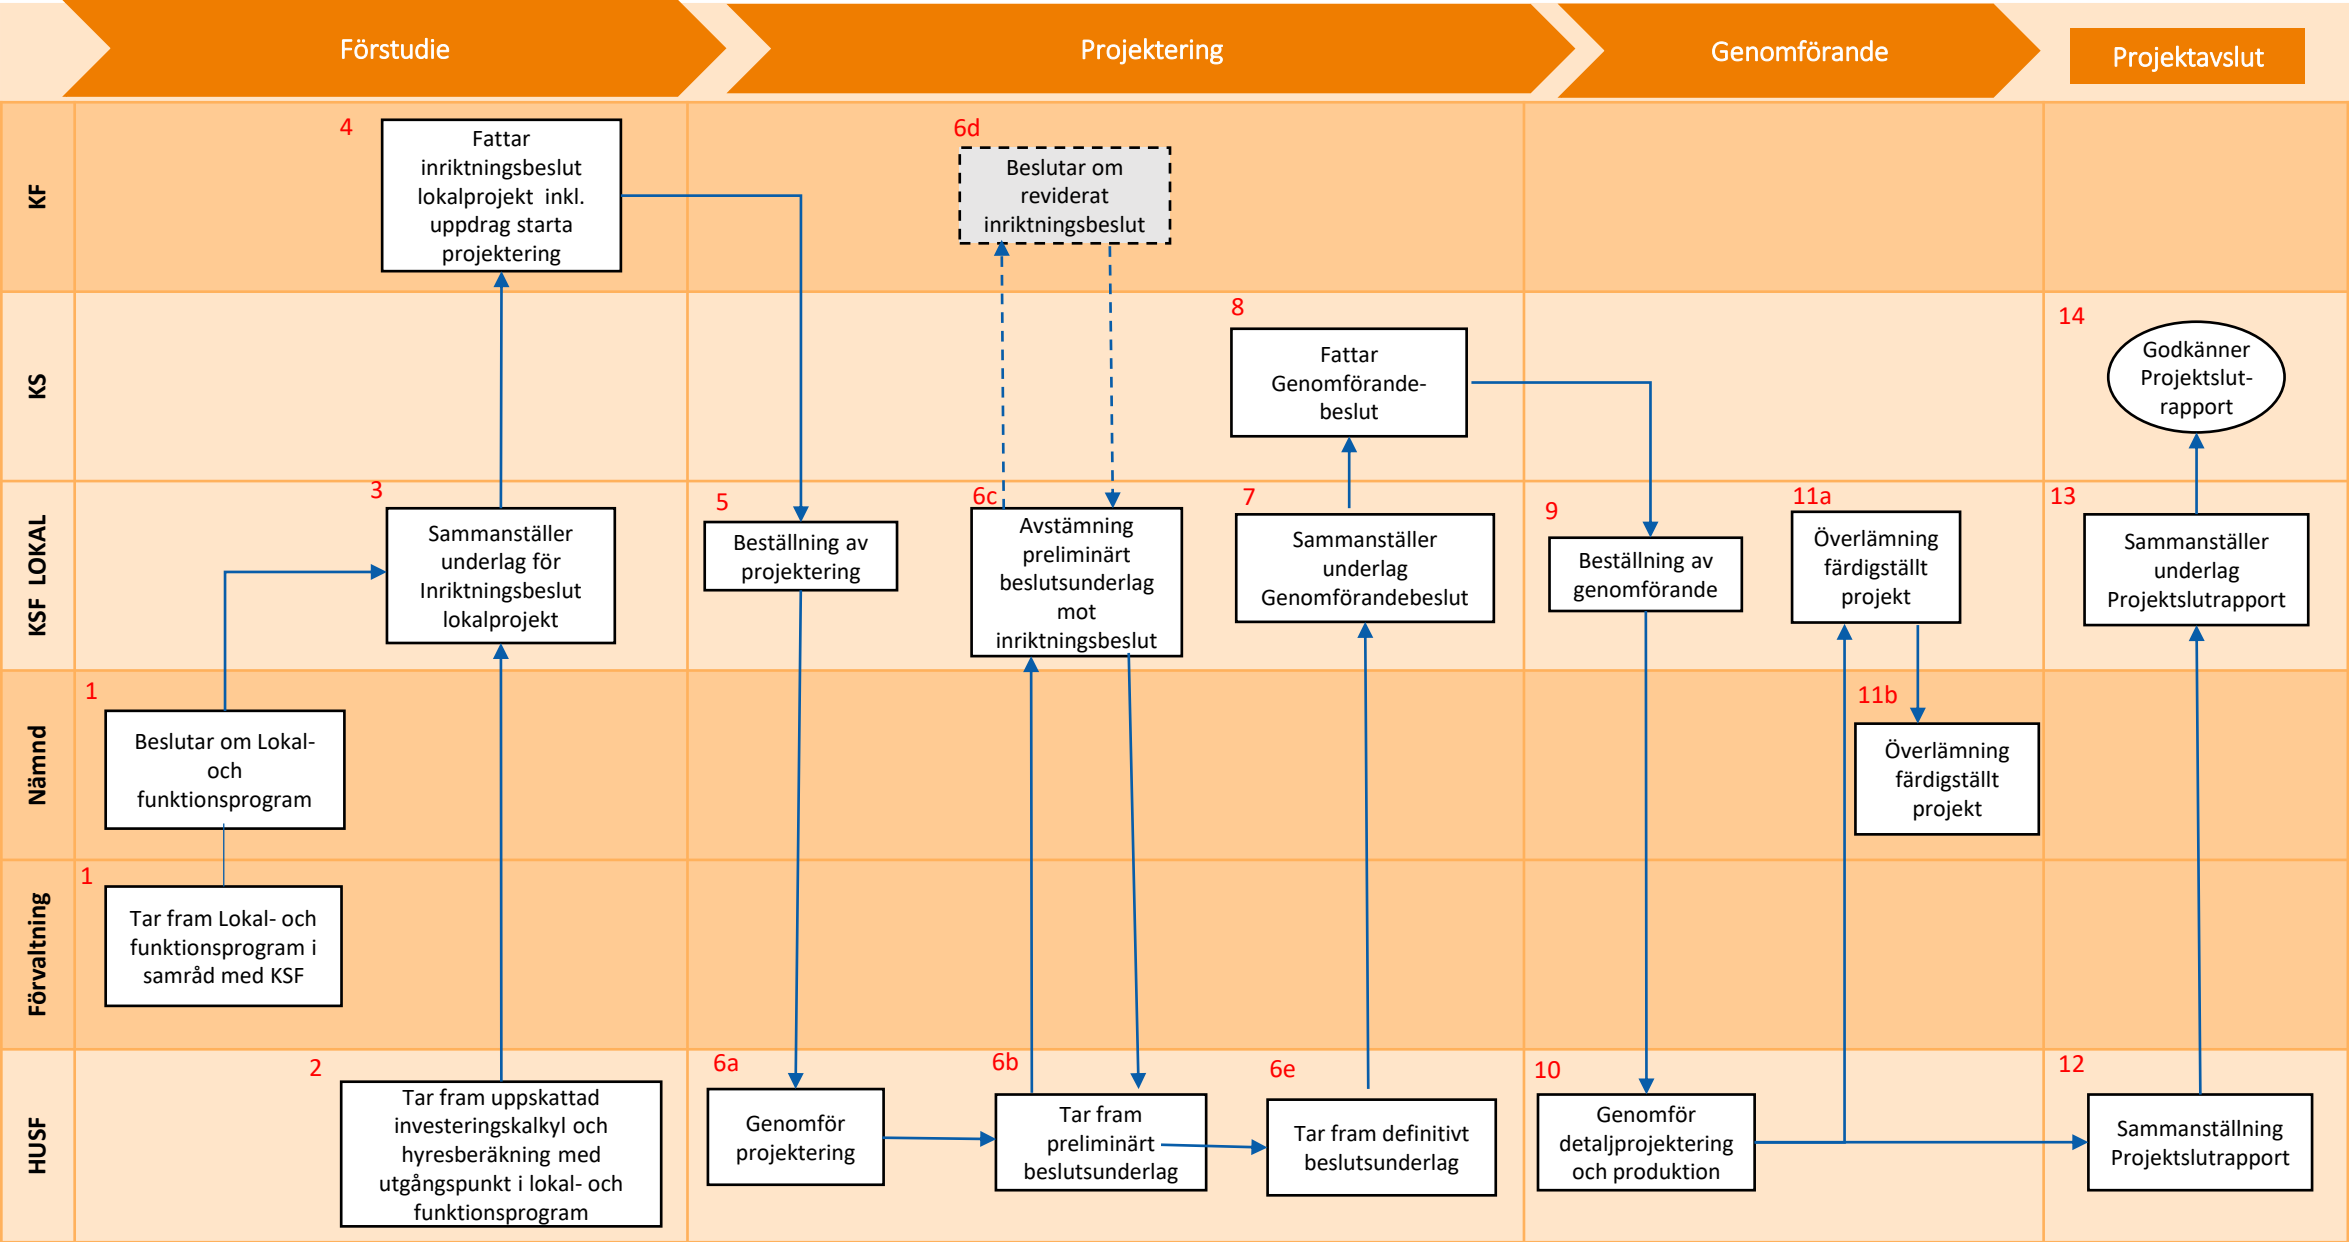 Förstudie
Projektering
Genomförande
Projektavslut
KF
4
Fattar
inriktningsbeslut
lokalprojekt inkl.
uppdrag starta
projektering
6d
Beslutar om
reviderat
inriktningsbeslut
KS
8
Fattar
Genomförande-
beslut
14
Godkänner
Projektslut-
rapport
KSF LOKAL
3
Sammanställer
underlag för
Inriktningsbeslut
lokalprojekt
5
Beställning av
projektering
6c
Avstämning
preliminärt
beslutsunderlag
mot
inriktningsbeslut
7
Sammanställer
underlag
Genomförandebeslut
9
Beställning av
genomförande
11a
Överlämning
färdigställt
projekt
13
Sammanställer
underlag
Projektslutrapport
Nämnd
1
Beslutar om Lokal-
och
funktionsprogram
11b
Överlämning
färdigställt
projekt
Förvaltning
1
Tar fram Lokal- och
funktionsprogram i
samråd med KSF
HUSF
2
Tar fram uppskattad
investeringskalkyl och
hyresberäkning med
utgångspunkt i lokal- och
funktionsprogram
6a
Genomför
projektering
6b
Tar fram
preliminärt
beslutsunderlag
6e
Tar fram definitivt
beslutsunderlag
10
Genomför
detaljprojektering
och produktion
12
Sammanställning
Projektslutrapport